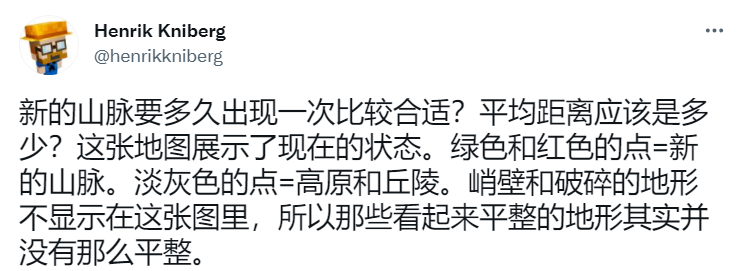 Henrik Kniberg
@henrikkniberg
新的山脉要多久出现一次比较合适？平均距离应该是多
少？这张地图展示了现在的状态。绿色和红色的点=新
的山脉。淡灰色的点=高原和丘陵。峭壁和破碎的地形
不显示在这张图里，所以那些看起来平整的地形其实并
没有那么平整。